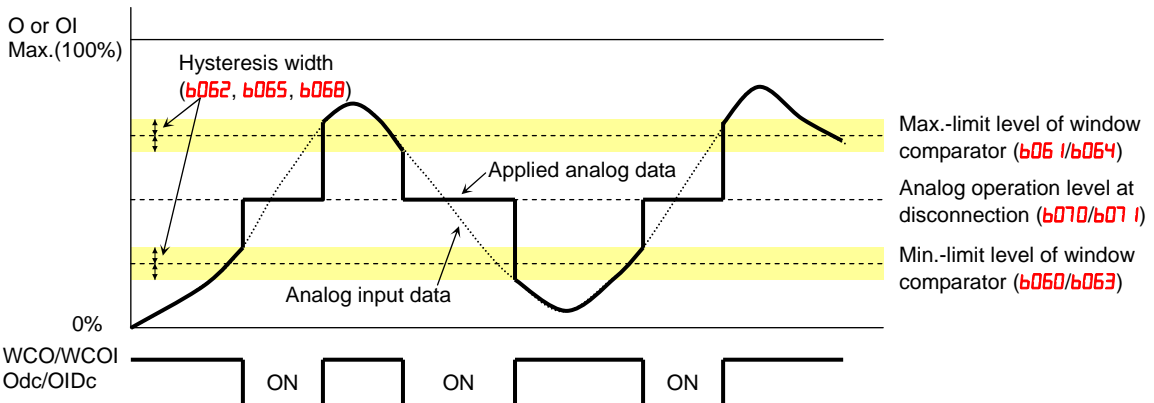 O or OI
Max.(100%)
Hysteresis width
(b062, b065, b068)
Applied analog data
Analog input data
0%
Max.-limit level of window
comparator (b061/b064)
Analog operation level at
disconnection (b070/b071)
Min.-limit level of window
comparator (b060/b063)
WCO/WCOI
Odc/OIDc
ON
ON
ON